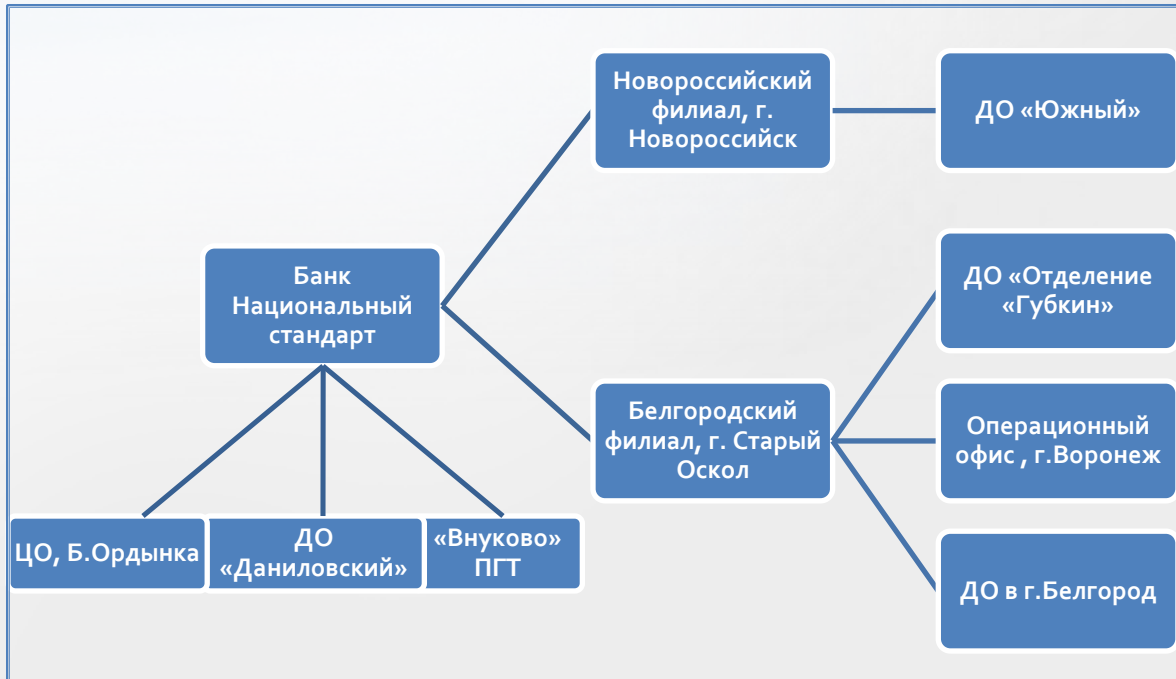 Новороссийский
филиал, г.
Новороссийск
ДО «Южный»
Банк
Национальный
стандарт
ДО «Отделение
«Губкин»
Белгородский
филиал, г. Старый
Оскол
Операционный
офис , г.Воронеж
ЦО, Б.Ордынка
ДО
«Даниловский»
«Внуково»
ПГТ
ДО в г.Белгород